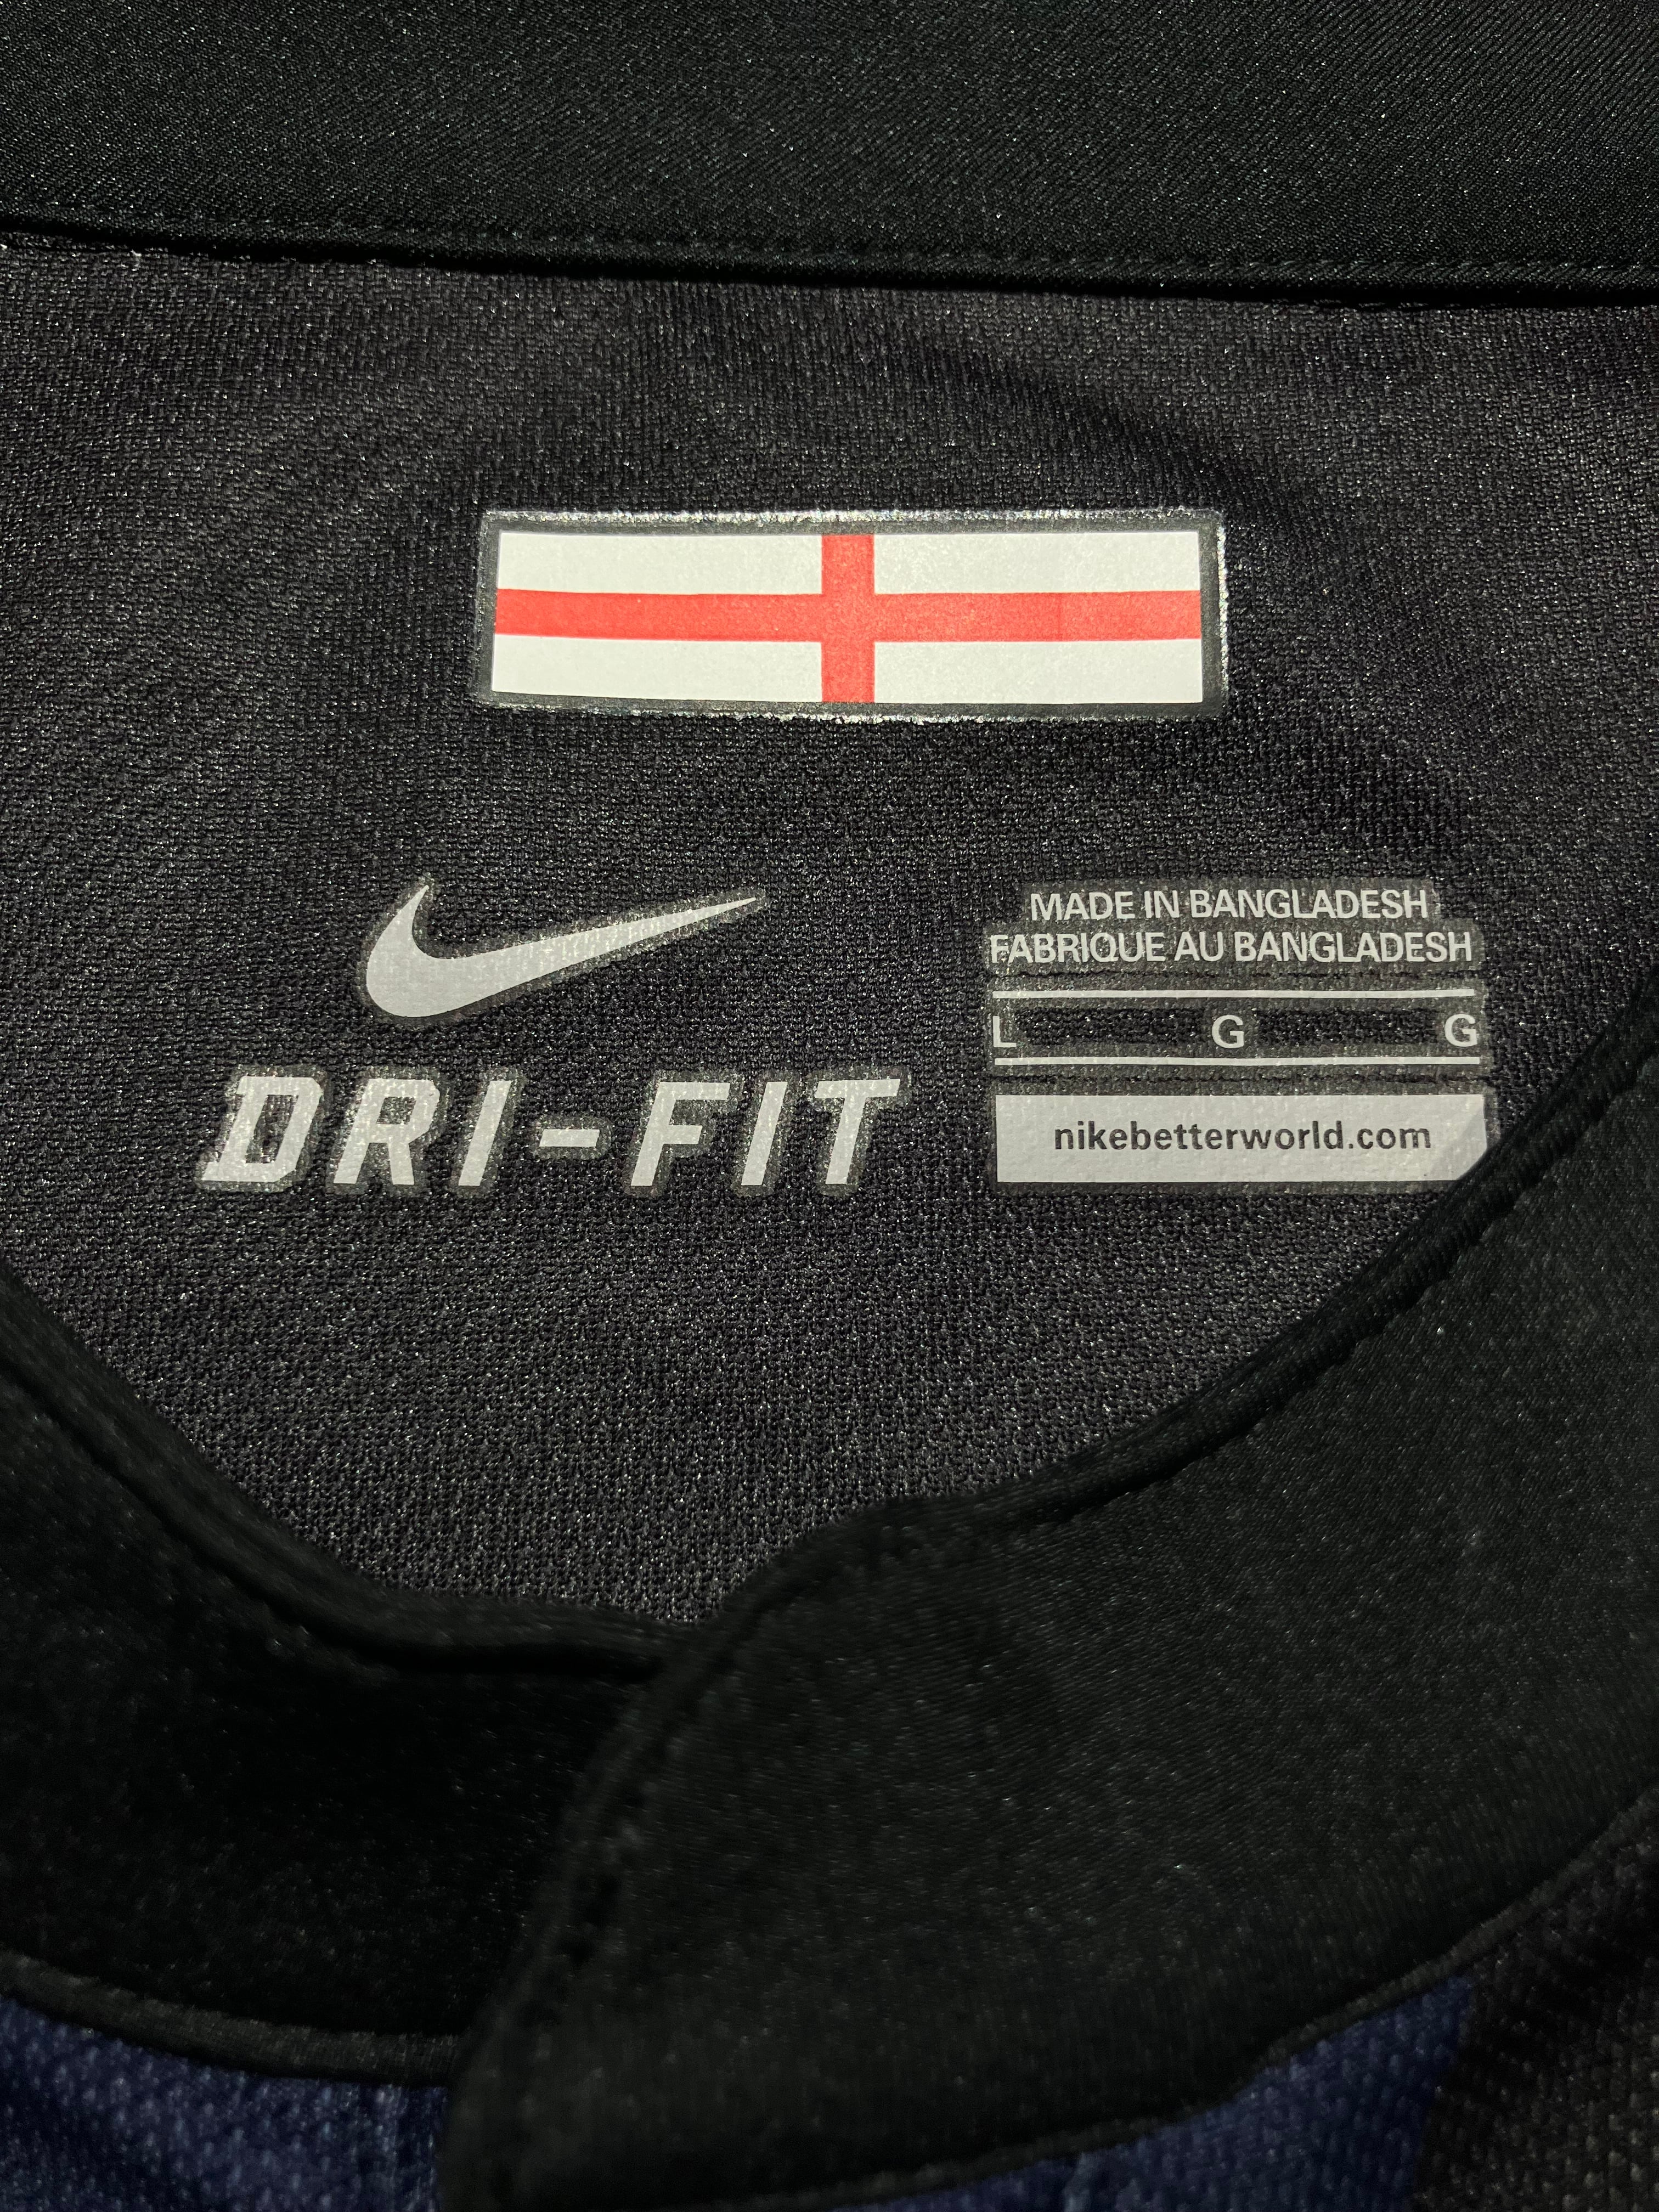 DRI-FIT
MADE IN BANGLADESH
FABRIQUE AU BANGLADESH
L G G
nikebetterworld.com